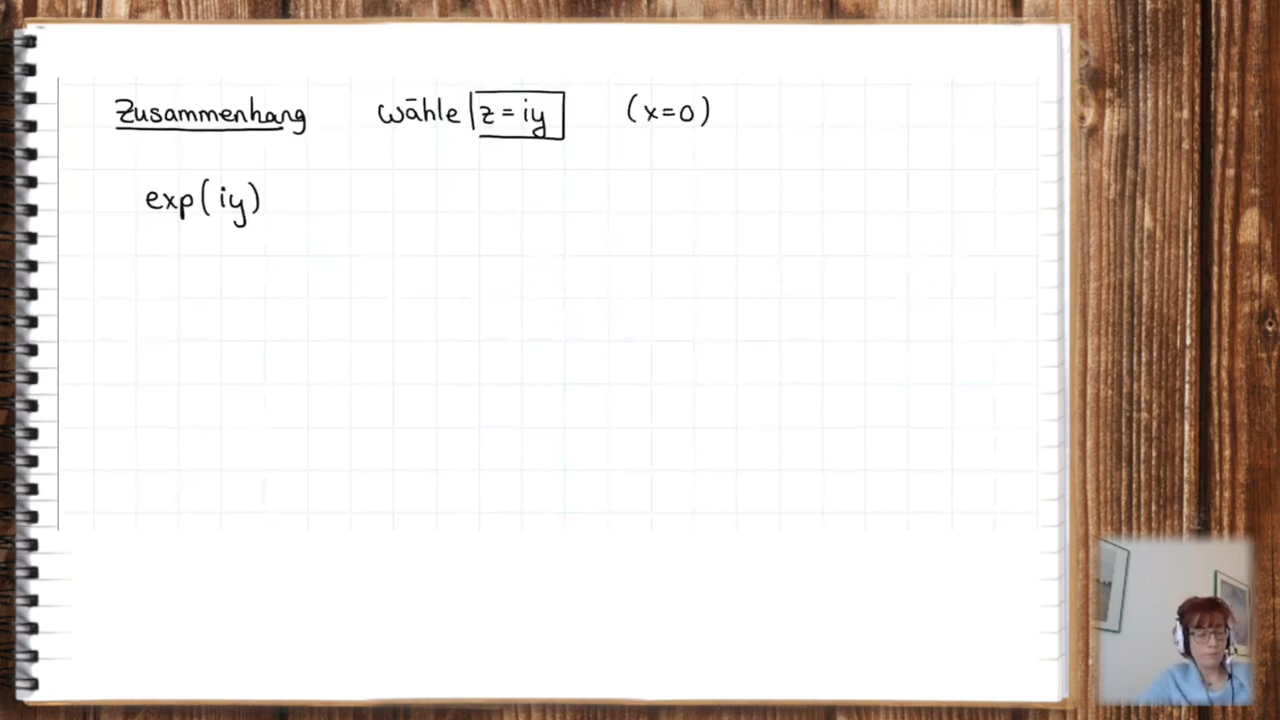 Zusammenhang wähle z = iy (x=0)
exp(iy)